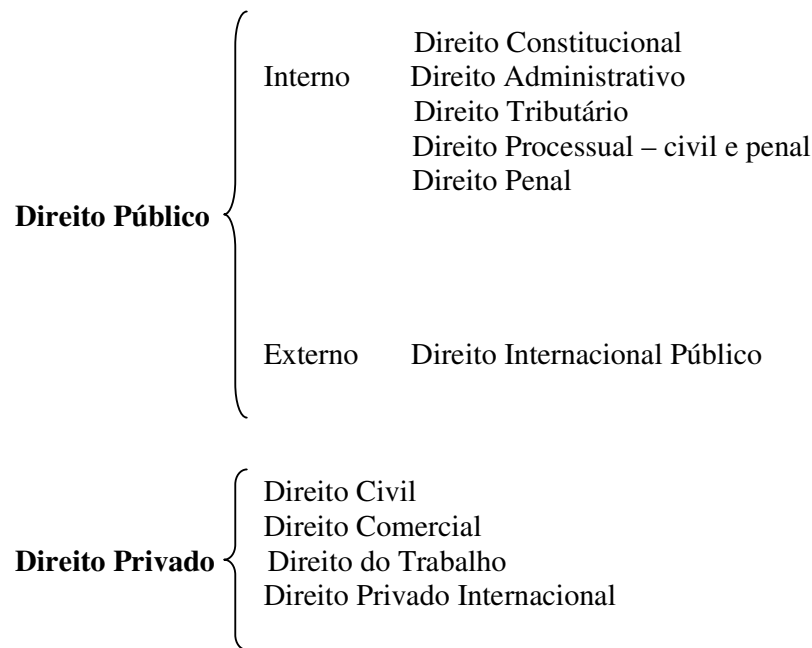 Direito Constitucional
Interno Direito Administrativo
Direito Tributário
Direito Processual – civil e penal
Direito Penal
Direito Público
Externo Direito Internacional Público
Direito Civil
Direito Comercial
Direito Privado Direito do Trabalho
Direito Privado Internacional